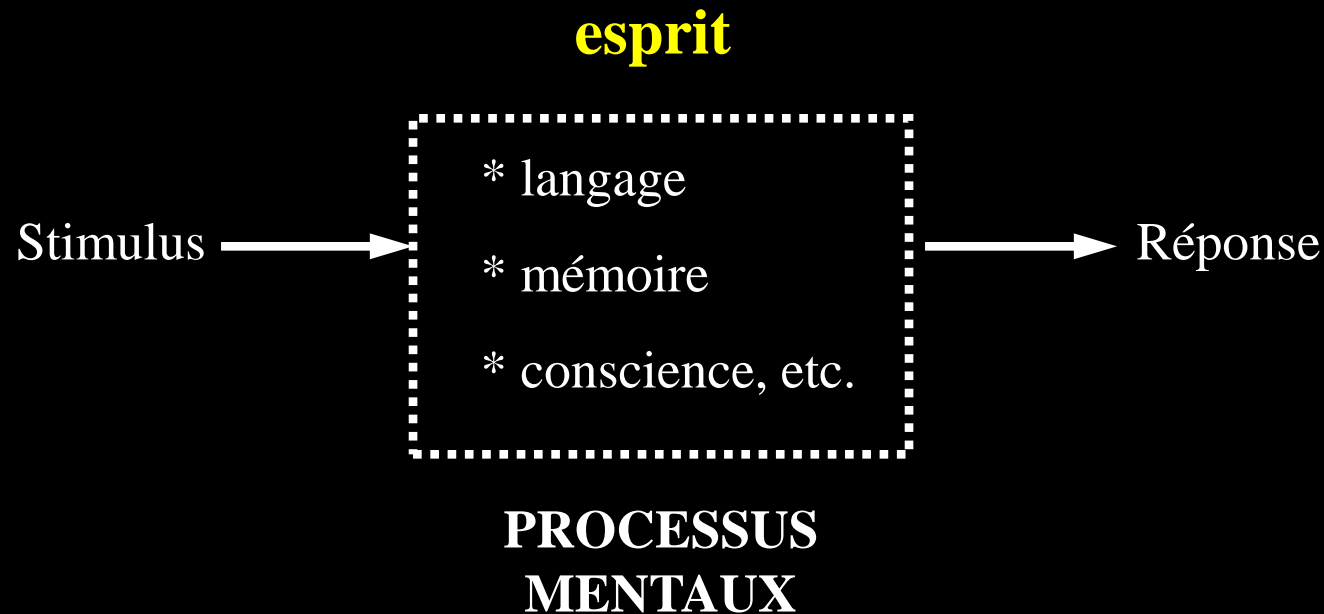 esprit
* langage
Stimulus
Réponse
* mémoire
* conscience, etc.
PROCESSUS
MENTAUX